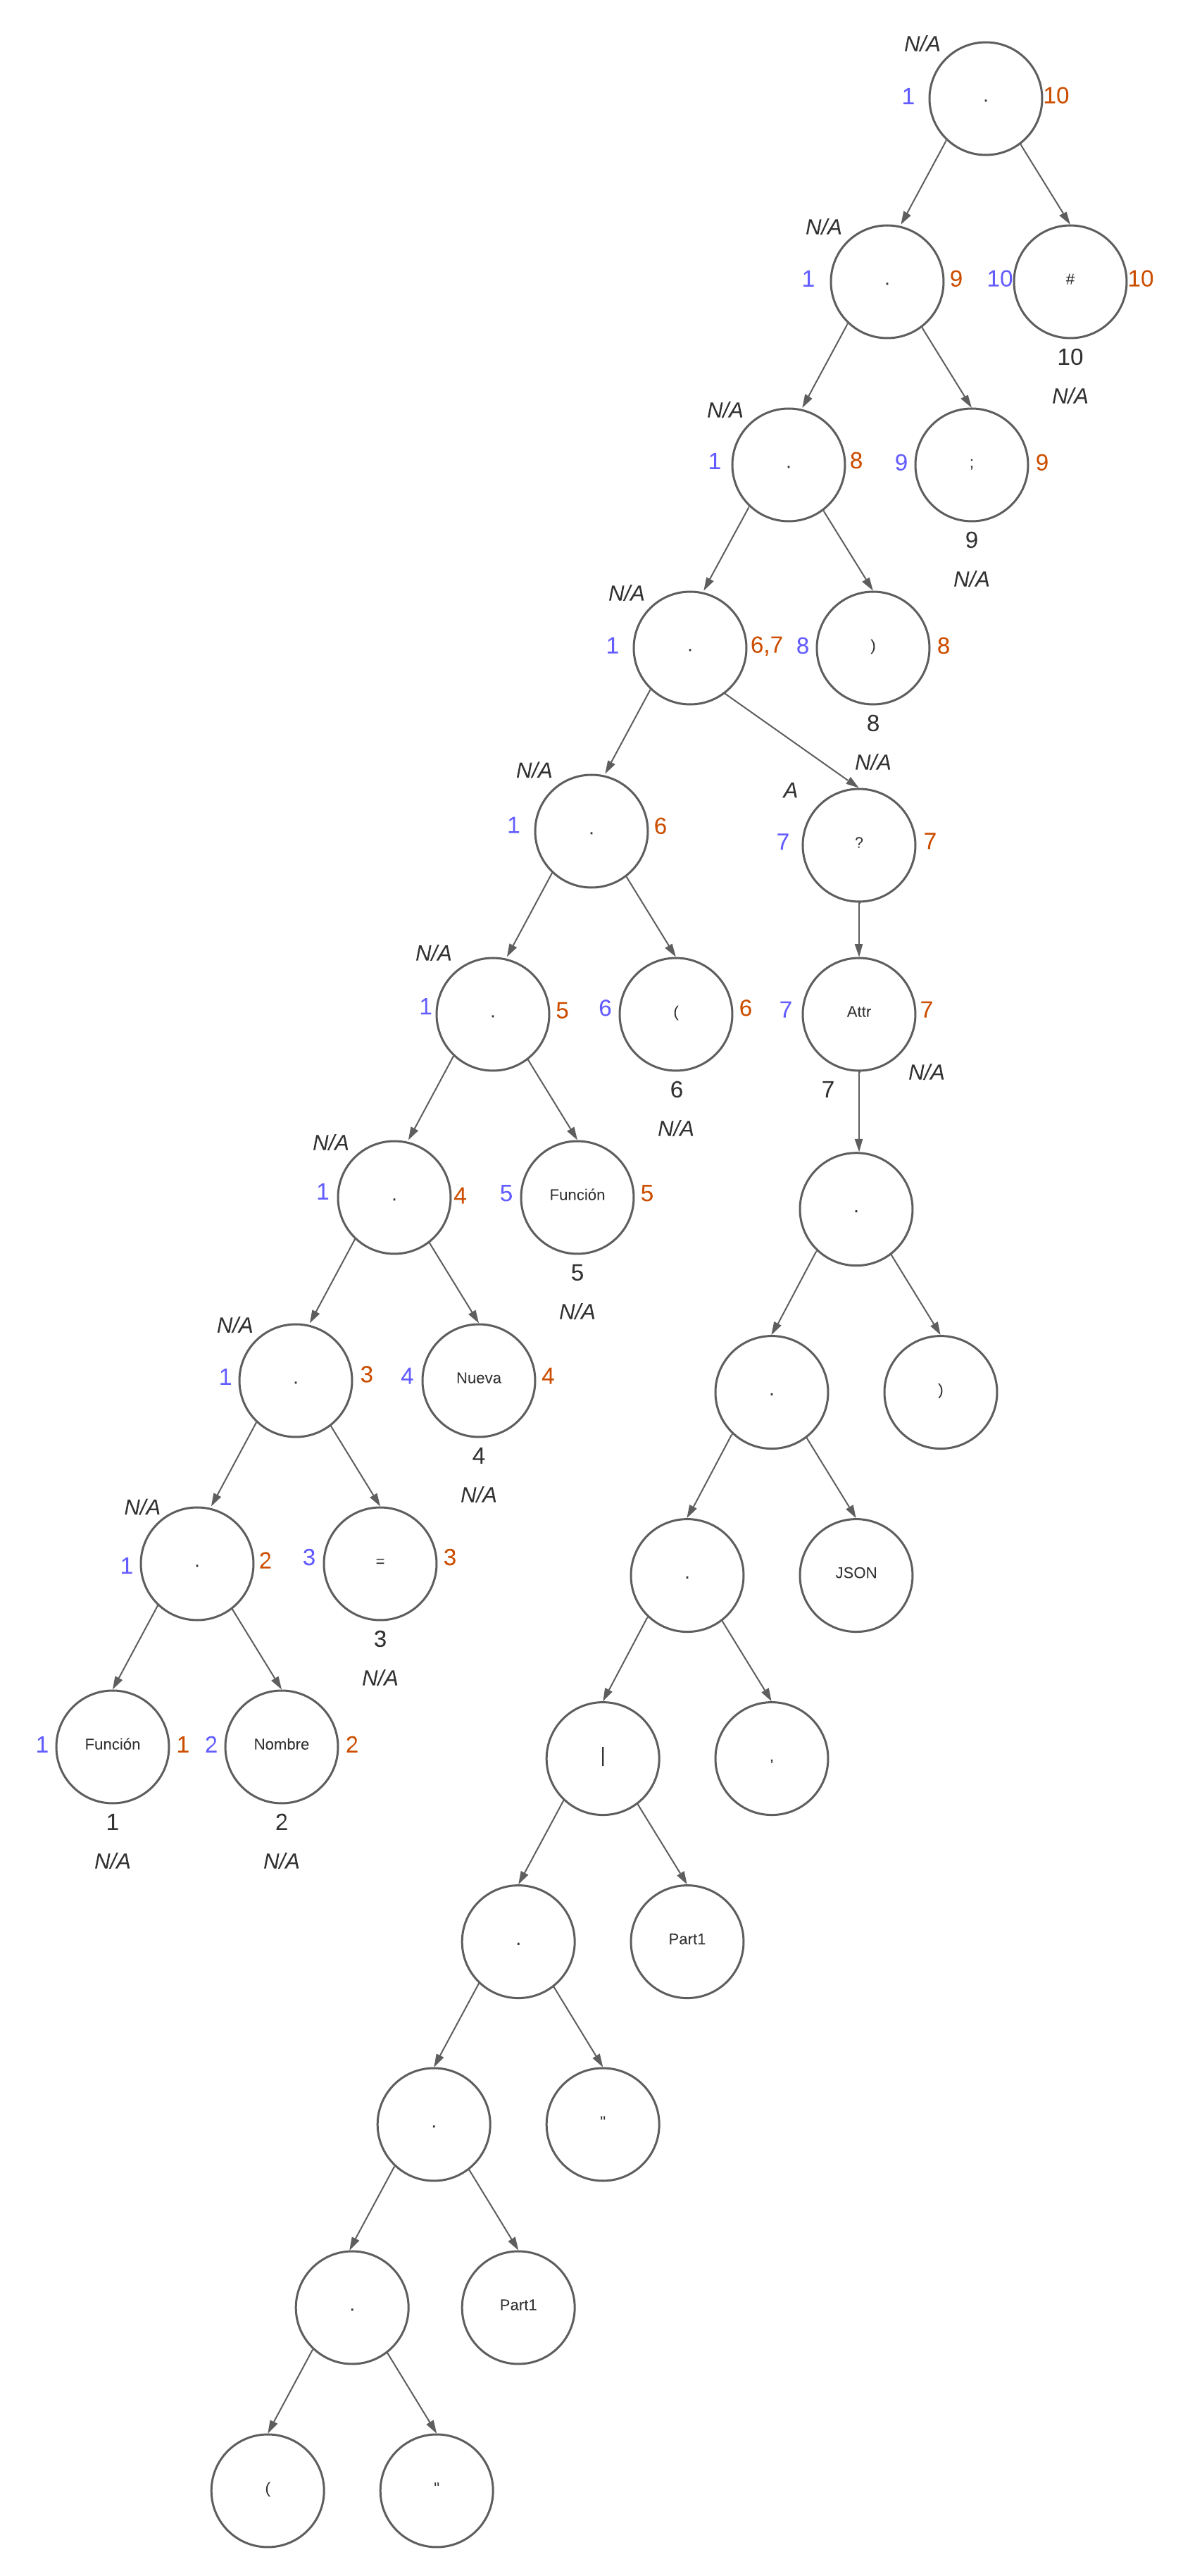 N/A
1 . 10
N/A
1 . 9 10 # 10
10
N/A
N/A
1 . 8 9 ; 9
9
N/A
N/A
1 . 6,7 8 ) 8
8
N/A
N/A
A
1 . 6 7 ? 7
N/A
1 . 5 6 ( 6 7 Attr 7
6 7 N/A
N/A
N/A
1 . 4 5 Función 5 .
5
N/A
N/A
1 . 3 4 Nueva 4 . )
4
N/A
N/A
1 . 2 3 = 3 . JSON
3
N/A
1 Función 1 2 Nombre 2 | ,
1 2
N/A N/A
. Part1
. "
. Part1
( "